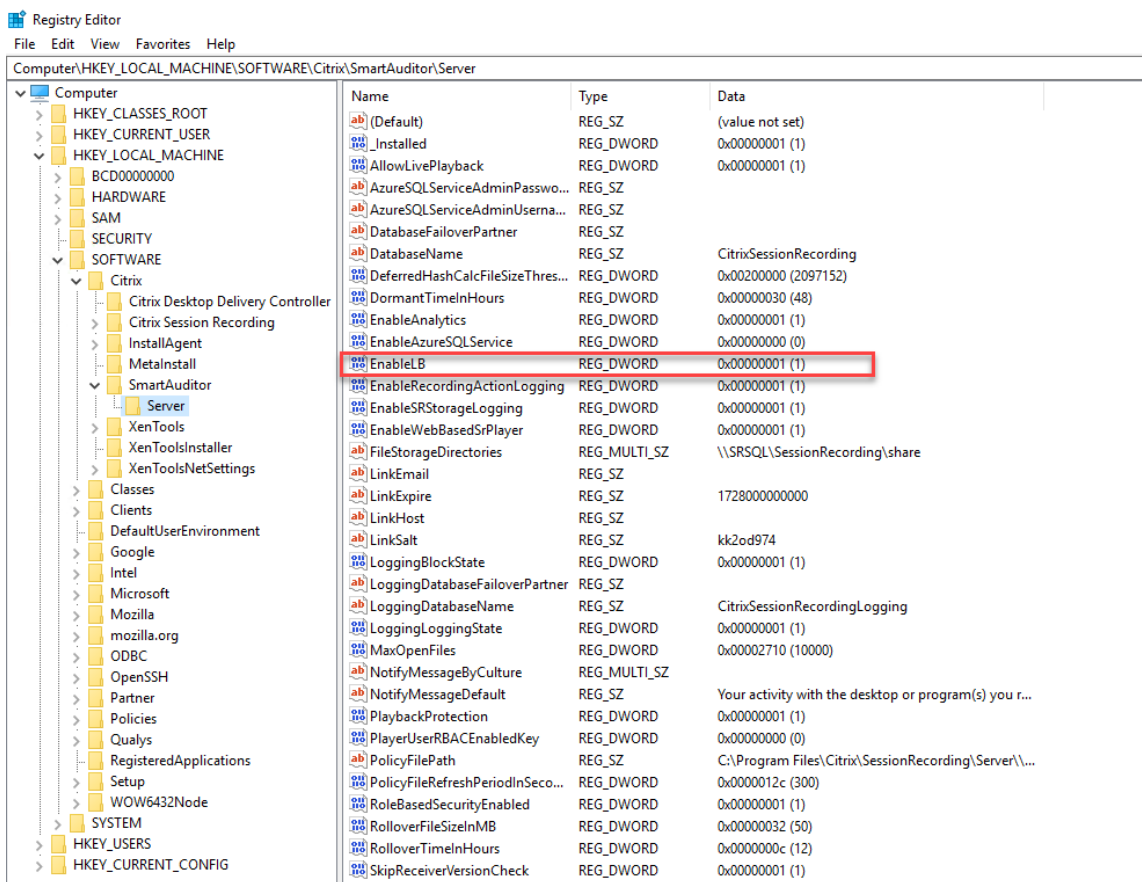 Registry Editor
File Edit View Favorites Help
Computer\HKEY_LOCAL_MACHINE\SOFTWARE\Citrix\SmartAuditor\Server
Computer
HKEY_CLASSES_ROOT
HKEY_CURRENT_USER
HKEY_LOCAL_MACHINE
BCD00000000
HARDWARE
SAM
SECURITY
SOFTWARE
Citrix
Citrix Desktop Delivery Controller
Citrix Session Recording
InstallAgent
MetaInstall
SmartAuditor
Server
XenTools
XenToolsInstaller
XenToolsNetSettings
Classes
Clients
DefaultUserEnvironment
Google
Intel
Microsoft
Mozilla
mozilla.org
ODBC
OpenSSH
Partner
Policies
Qualys
RegisteredApplications
Setup
WOW6432Node
SYSTEM
HKEY_USERS
HKEY_CURRENT_CONFIG
Name Type Data
(Default) REG_SZ (value not set)
_Installed REG_DWORD 0x00000001 (1)
AllowLivePlayback REG_DWORD 0x00000001 (1)
AzureSQLServiceAdminPasswo... REG_SZ
AzureSQLServiceAdminUserna... REG_SZ
DatabaseFailoverPartner REG_SZ
DatabaseName REG_SZ CitrixSessionRecording
DeferredHashCalcFileSizeThres... REG_DWORD 0x00200000 (2097152)
DormantTimeInHours REG_DWORD 0x00000030 (48)
EnableAnalytics REG_DWORD 0x00000001 (1)
EnableAzureSQLService REG_DWORD 0x00000000 (0)
EnableLB REG_DWORD 0x00000001 (1)
EnableRecordingActionLogging REG_DWORD 0x00000001 (1)
EnableSRStorageLogging REG_DWORD 0x00000001 (1)
EnableWebBasedSrPlayer REG_DWORD 0x00000001 (1)
FileStorageDirectories REG_MULTI_SZ \\SRSQL\SessionRecording\share
LinkEmail REG_SZ
LinkExpire REG_SZ 1728000000000
LinkHost REG_SZ
LinkSalt REG_SZ kk2od974
LoggingBlockState REG_DWORD 0x00000001 (1)
LoggingDatabaseFailoverPartner REG_SZ
LoggingDatabaseName REG_SZ CitrixSessionRecordingLogging
LoggingLoggingState REG_DWORD 0x00000001 (1)
MaxOpenFiles REG_DWORD 0x00002710 (10000)
NotifyMessageByCulture REG_MULTI_SZ
NotifyMessageDefault REG_SZ Your activity with the desktop or program(s) you r...
PlaybackProtection REG_DWORD 0x00000001 (1)
PlayerUserRBACEnabledKey REG_DWORD 0x00000000 (0)
PolicyFilePath REG_SZ C:\Program Files\Citrix\SessionRecording\Server\\...
PolicyFileRefreshPeriodInSeco... REG_DWORD 0x0000012c (300)
RoleBasedSecurityEnabled REG_DWORD 0x00000001 (1)
RolloverFileSizeInMB REG_DWORD 0x00000032 (50)
RolloverTimeInHours REG_DWORD 0x0000000c (12)
SkipReceiverVersionCheck REG_DWORD 0x00000001 (1)